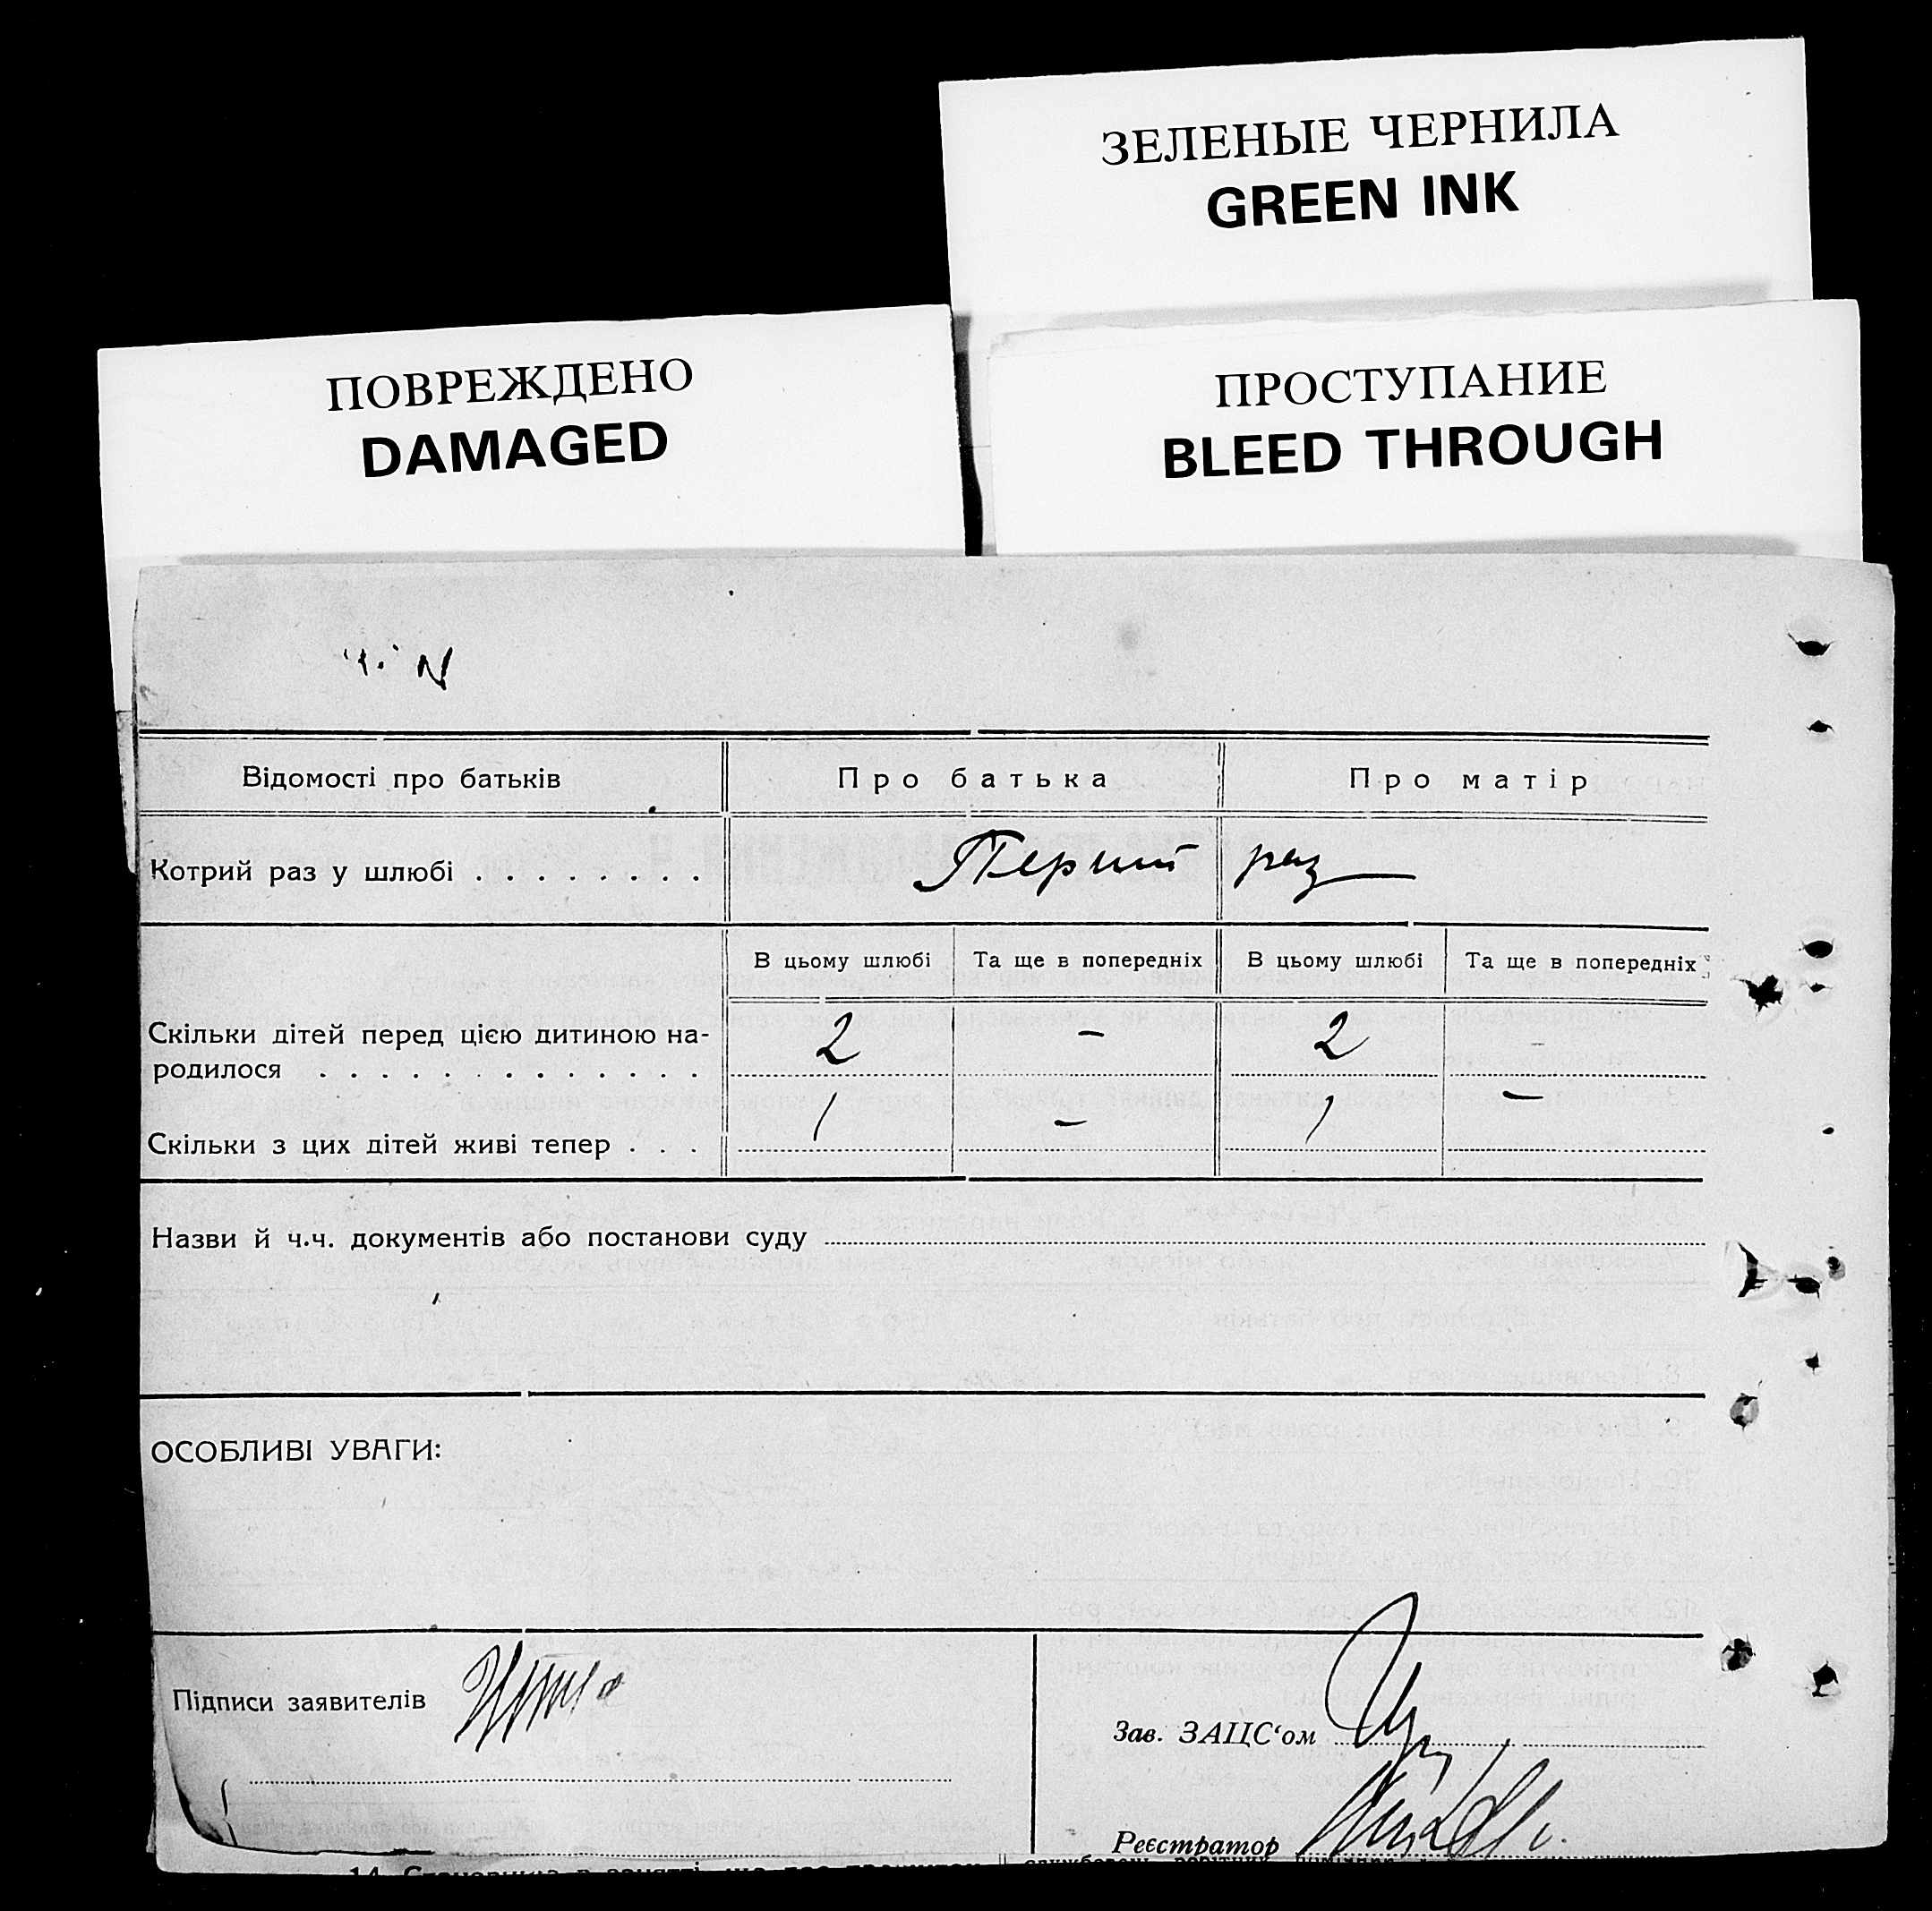 ЗЕЛЕНЫЕ ЧЕРНИЛА
GREEN INK
ПОВРЕЖДЕНО
DAMAGED
ПРОСТУПАНИЕ
BLEED THROUGH
Відомості про батьків Про батька Про матір
Котрий раз у шлюбі . . . . . . . . Перший раз
В цьому шлюбі Та ще в попередніх В цьому шлюбі Та ще в попередніх
Скільки дітей перед цією дитиною на-
родилося . . . . . . . . . . . . . 2 – 2 –
Скільки з цих дітей живі тепер . . . 1 – 1 –
Назви й ч.ч. документів або постанови суду
ОСОБЛИВІ УВАГИ:
Підписи заявителів
Зав. ЗАЦС‘ом
Реєстратор